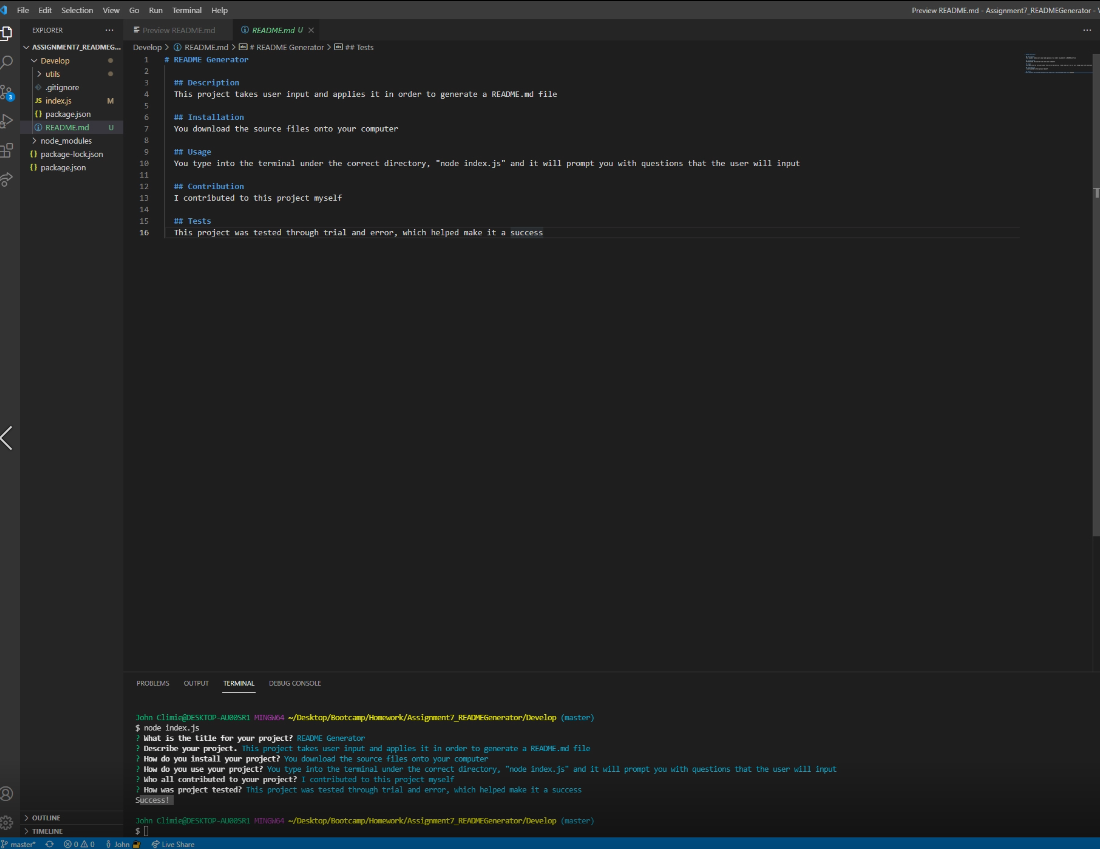 File Edit Selection View Go Run Terminal Help
Preview README.md - Assignment7_READMEGenerator -
EXPLORER
ASSIGNMENT7_READMEG...
Develop
utils
.gitignore
JS index.js M
{} package.json
README.md U
node_modules
{} package-lock.json
{} package.json
OUTLINE
TIMELINE
3
Preview README.md
README.md U
Develop > README.md > # README Generator > ## Tests
1 # README Generator
2
3 ## Description
4 This project takes user input and applies it in order to generate a README.md file
5
6 ## Installation
7 You download the source files onto your computer
8
9 ## Usage
10 You type into the terminal under the correct directory, "node index.js" and it will prompt you with questions that the user will input
11
12 ## Contribution
13 I contributed to this project myself
14
15 ## Tests
16 This project was tested through trial and error, which helped make it a success
PROBLEMS OUTPUT TERMINAL DEBUG CONSOLE
John Climie@DESKTOP-AUB0SR1 MINGW64 ~/Desktop/Bootcamp/Homework/Assignment7_READMEGenerator/Develop (master)
$ node index.js
? What is the title for your project? README Generator
? Describe your project. This project takes user input and applies it in order to generate a README.md file
? How do you install your project? You download the source files onto your computer
? How do you use your project? You type into the terminal under the correct directory, "node index.js" and it will prompt you with questions that the user will input
? Who all contributed to your project? I contributed to this project myself
? How was project tested? This project was tested through trial and error, which helped make it a success
Success!
John Climie@DESKTOP-AUB0SR1 MINGW64 ~/Desktop/Bootcamp/Homework/Assignment7_READMEGenerator/Develop (master)
$
master* 0 0 John Live Share